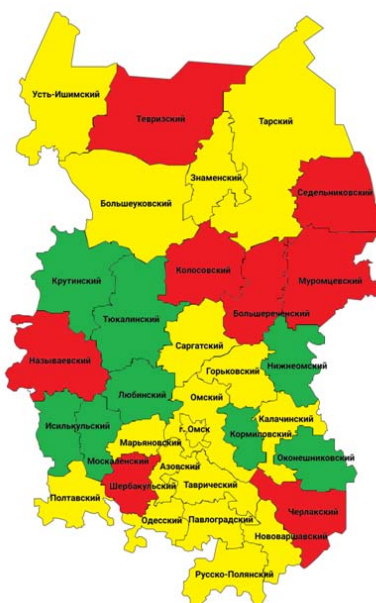 Усть-Ишимский
Тевризский
Тарский
Знаменский
Седельниковский
Большеуковский
Колосовский
Муромцевский
Крутинский
Тюкалинский
Большереченский
Саргатский
Называевский
Горьковский
Нижнеомский
Любинский
Омский
Исилькульский
г. Омск
Калачинский
Марьяновский
Кормиловский
Москаленский
Оконешниковский
Азовский
Шербакульский
Таврический
Полтавский
Одесский
Павлоградский
Черлакский
Нововаршавский
Русско-Полянский